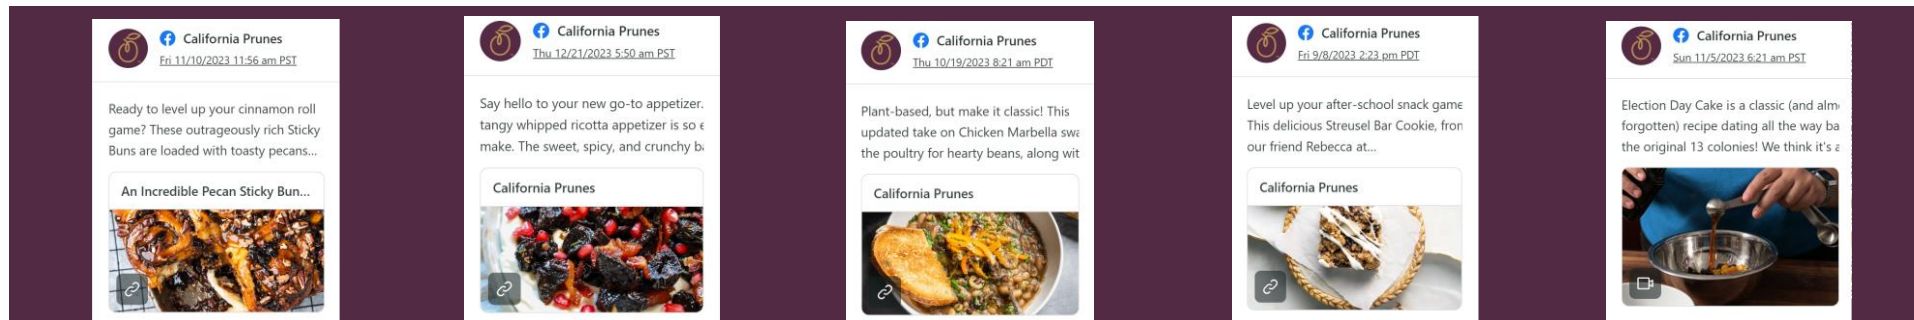 California Prunes
Fri 11/10/2023 11:56 am PST
Ready to level up your cinnamon roll
game? These outrageously rich Sticky
Buns are loaded with toasty pecans...
An Incredible Pecan Sticky Bun...
California Prunes
Thu 12/21/2023 5:50 am PST
Say hello to your new go-to appetizer.
tangy whipped ricotta appetizer is so
make. The sweet, spicy, and crunchy
California Prunes
California Prunes
Thu 10/19/2023 8:21 am PDT
Plant-based, but make it classic! This
updated take on Chicken Marbella
the poultry for hearty beans, along
California Prunes
California Prunes
Fri 9/8/2023 2:23 pm PDT
Level up your after-school snack game
This delicious Streusel Bar Cookie,
our friend Rebecca at...
California Prunes
California Prunes
Sun 11/5/2023 6:21 am PST
Election Day Cake is a classic (and
forgotten) recipe dating all the way
the original 13 colonies! We think it's